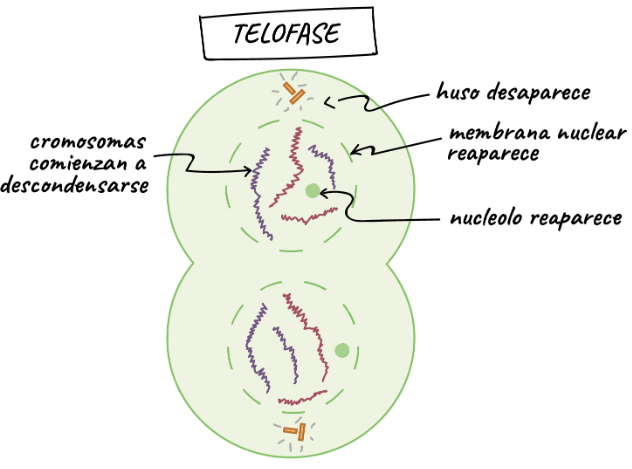 TELOFASE
huso desaparece
membrana nuclear
reaparece
cromosomas
comienzan a
descondensarse
nucleolo reaparece